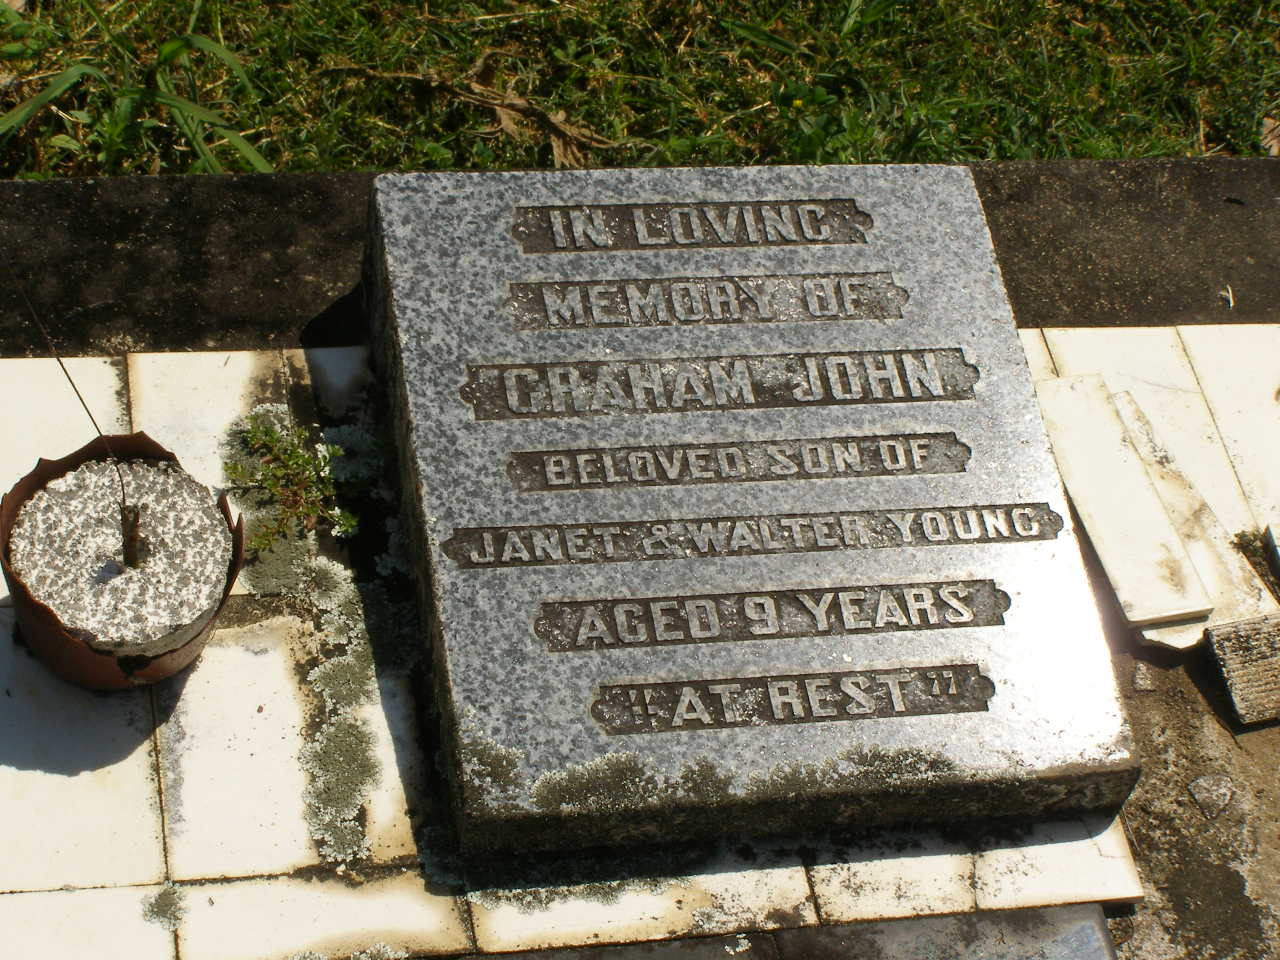 IN LOVING
MEMORY OF
GRAHAM JOHN
BELOVED SON OF
JANET & WALTER YOUNG
AGED 9 YEARS
"AT REST"